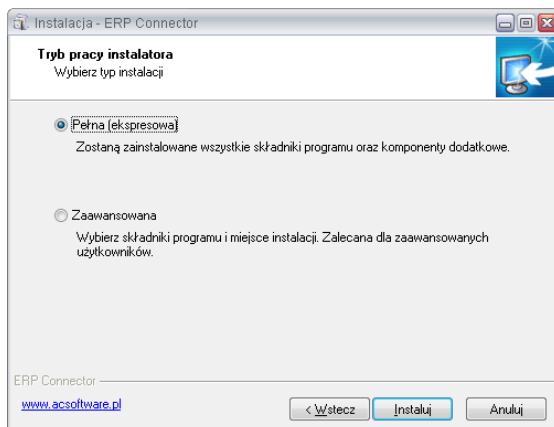 Instalacja - ERP Connector
Tryb pracy instalatora
Wybierz typ instalacji
Pełna (ekspresowa)
Zostaną zainstalowane wszystkie składniki programu oraz komponenty dodatkowe.
Zaawansowana
Wybierz składniki programu i miejsce instalacji. Zalecana dla zaawansowanych
użytkowników.
ERP Connector
www.acsoftware.pl
< Wstecz
Instaluj
Anuluj